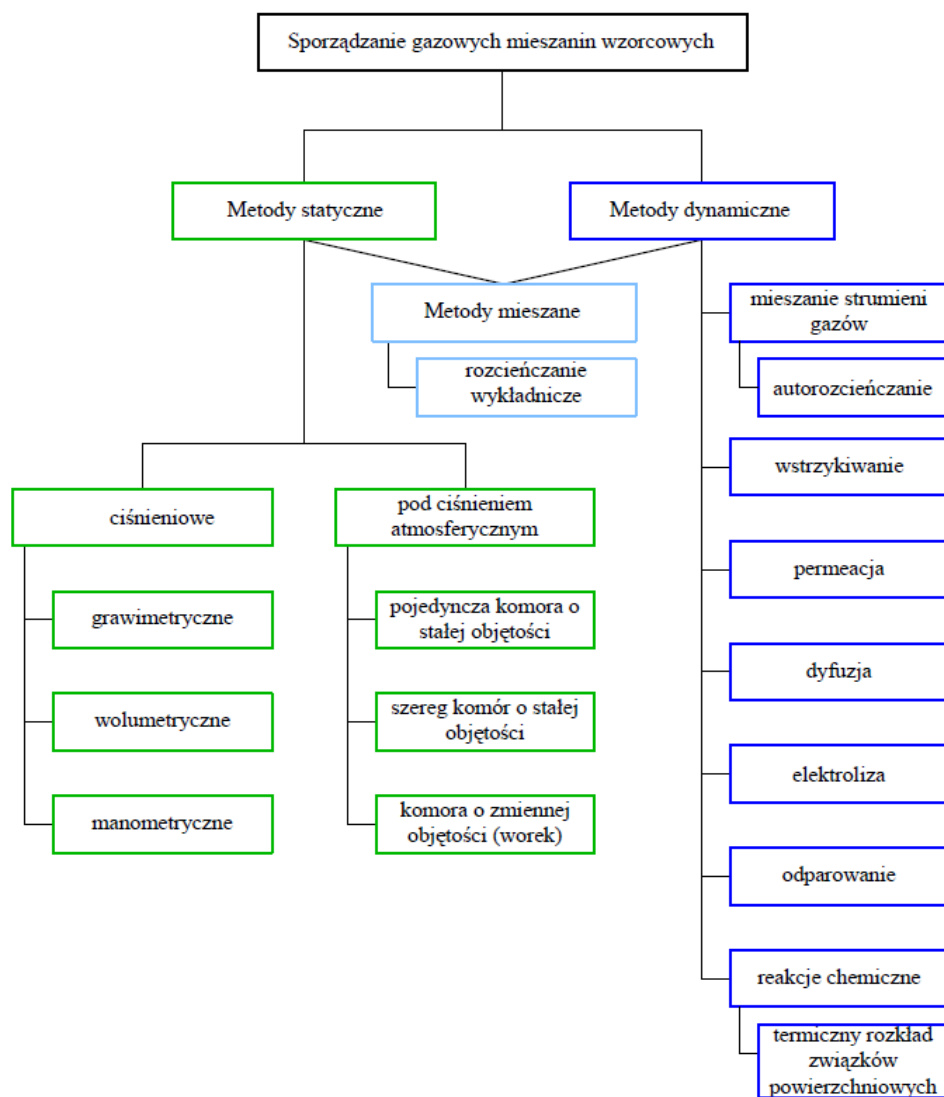 Sporządzanie gazowych mieszanin wzorcowych
Metody statyczne
Metody dynamiczne
Metody mieszane
rozcieńczanie
wykładnicze
mieszanie strumieni
gazów
autorozcieńczanie
ciśnieniowe
pod ciśnieniem
atmosferycznym
wstrzykiwanie
grawimetryczne
pojedyncza komora o
stałej objętości
permeacja
wolumetryczne
szereg komór o stałej
objętości
dyfuzja
manometryczne
komora o zmiennej
objętości (worek)
elektroliza
odparowanie
reakcje chemiczne
termiczny rozkład
związków
powierzchniowych